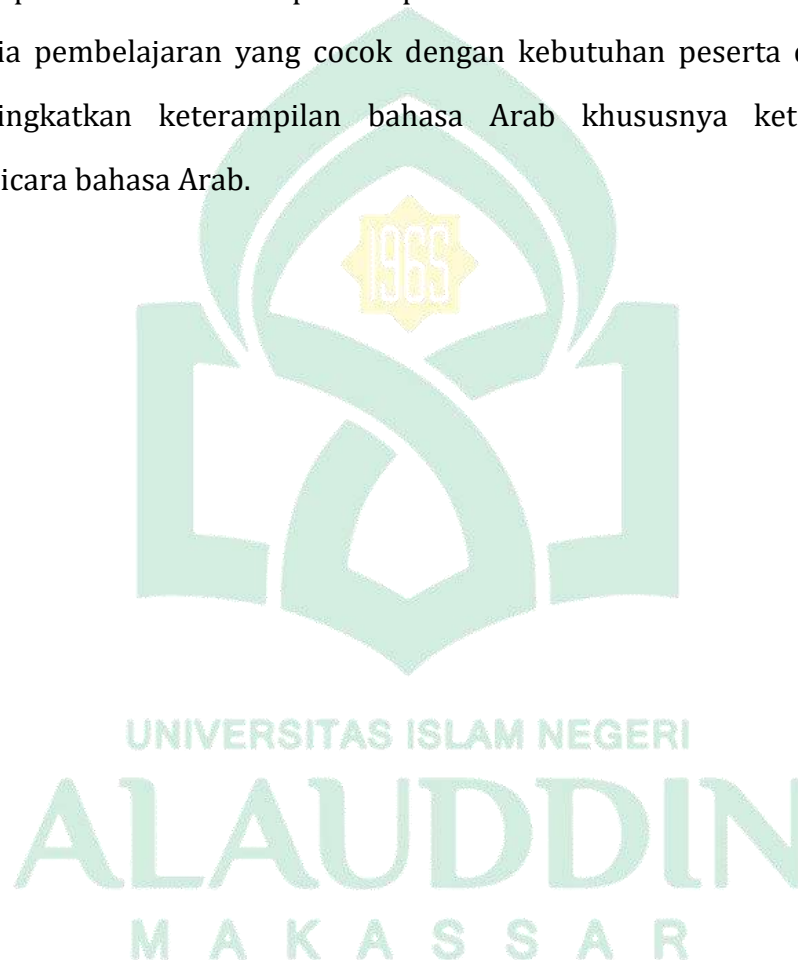 ia pembelajaran yang cocok dengan kebutuhan peserta
ingkatkan keterampilan bahasa Arab khususnya ket
icara bahasa Arab.
1965
UNIVERSITAS ISLAM NEGERI
ALAUDDIN
MAKASSAR